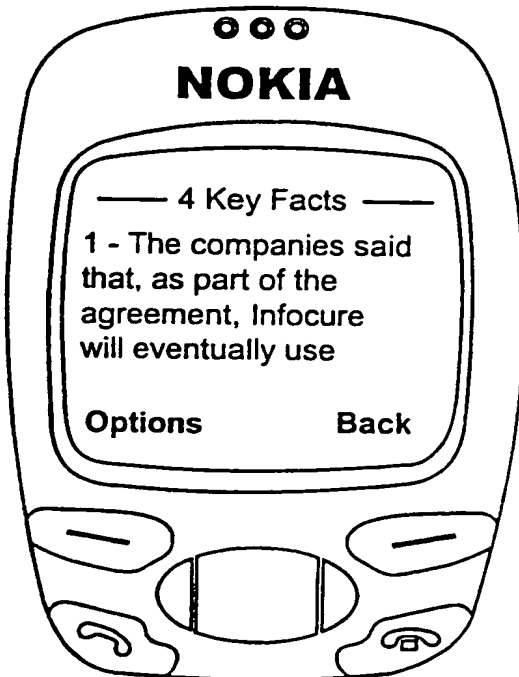 NOKIA
4 Key Facts
1 - The companies said
that, as part of the
agreement, Infocure
will eventually use
Options Back